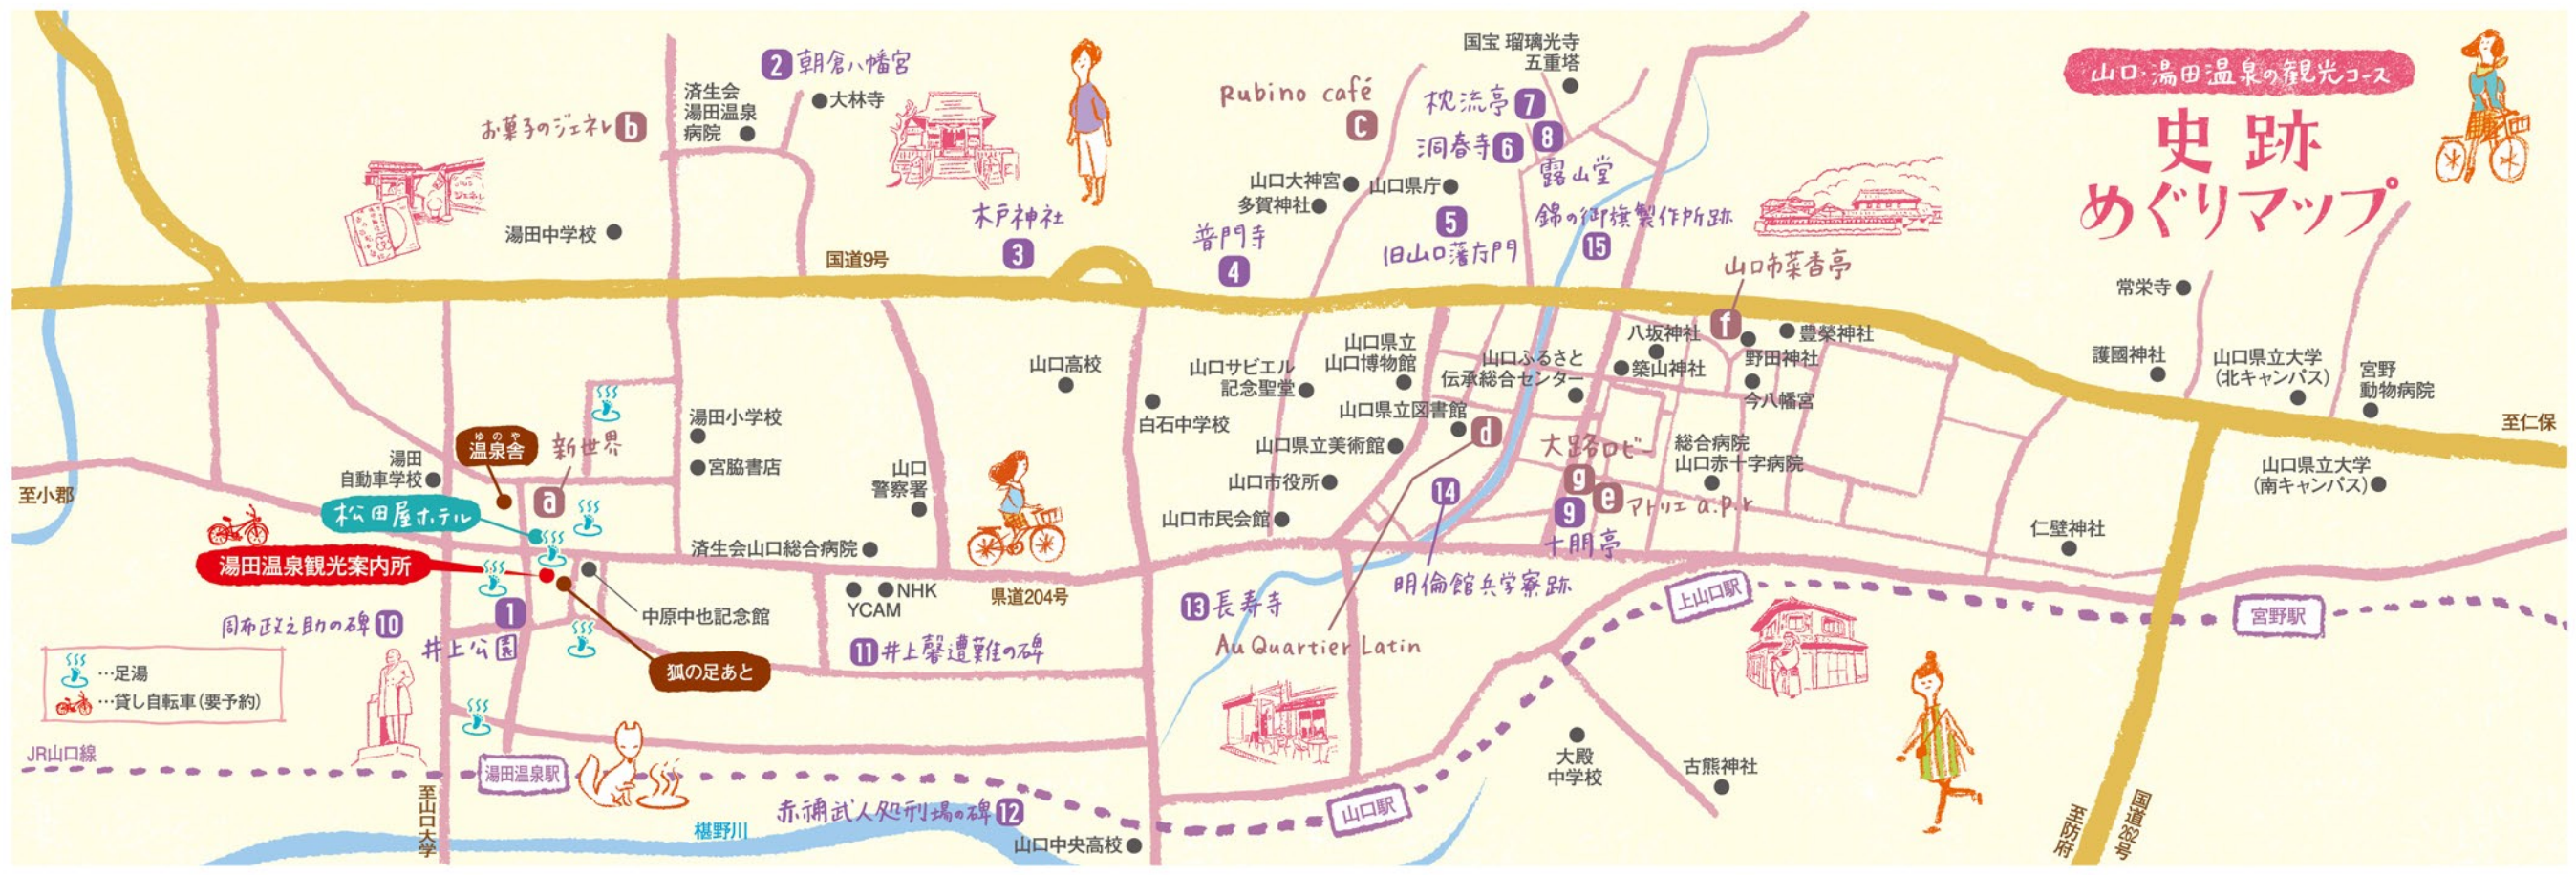 山口・湯田温泉の観光コース
史跡
めぐりマップ
2 朝倉八幡宮
大林寺
済生会
湯田温泉
病院
お菓子のジェネレ b
湯田中学校
木戸神社
3
国道9号
Rubino café
c
国宝 瑠璃光寺
五重塔
枕流亭 7
洞春寺 6
8
露山堂
山口大神宮
多賀神社
山口県庁
5
旧山口藩庁門
普門寺
4
錦の御旗製作所跡
15
山口市菜香亭
f
常栄寺
八坂神社
豊榮神社
野田神社
築山神社
今八幡宮
護國神社
山口県立大学
(北キャンパス)
宮野
動物病院
至仁保
山口県立大学
(南キャンパス)
仁壁神社
山口高校
白石中学校
山口サビエル
記念聖堂
山口県立
山口博物館
山口ふるさと
伝承総合センター
山口県立図書館
d
山口県立美術館
山口市役所
山口市民会館
14
明倫館兵学寮跡
大路ロビー
g
e アトリエ a.p.r
9
十朋亭
総合病院
山口赤十字病院
湯田小学校
宮脇書店
山口
警察署
済生会山口総合病院
ゆのや
温泉舎
新世界
a
湯田
自動車学校
至小郡
松田屋ホテル
湯田温泉観光案内所
中原中也記念館
YCAM
NHK
県道204号
1
井上公園
周布政之助の碑 10
狐の足あと
11 井上馨遭難の碑
13 長寿寺
Au Quartier Latin
上山口駅
宮野駅
…足湯
…貸し自転車(要予約)
JR山口線
湯田温泉駅
至山口大学
椹野川
赤禰武人処刑場の碑 12
山口中央高校
山口駅
大殿
中学校
古熊神社
国道262号
至防府